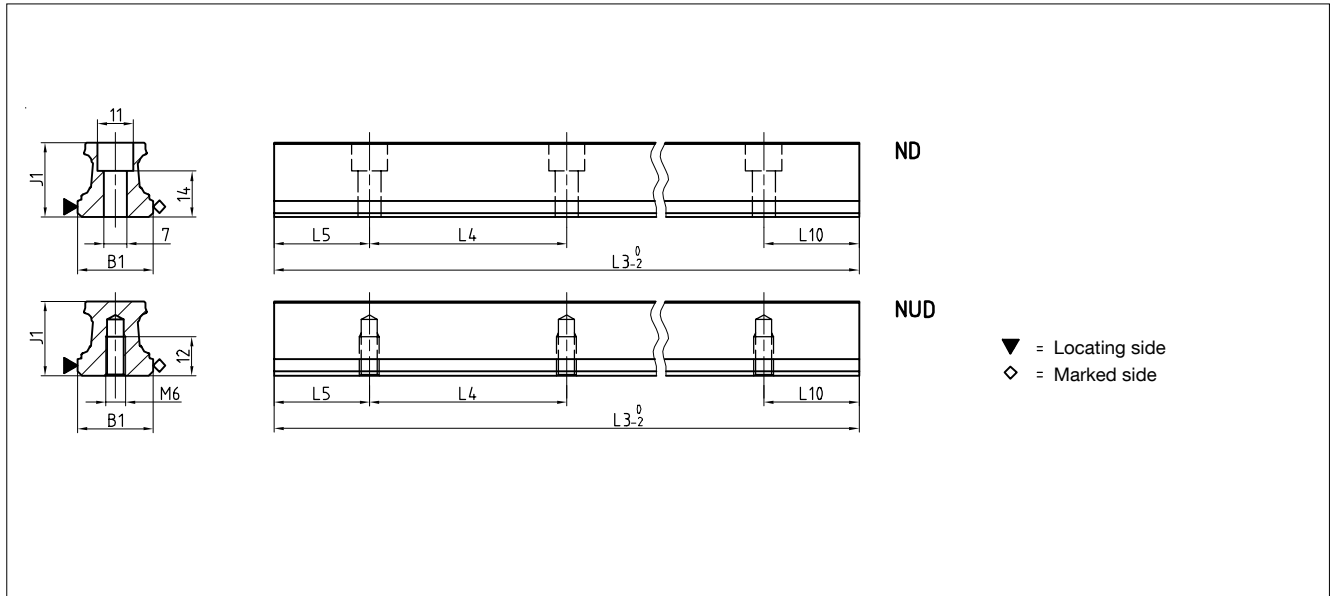 11
J1
14
7
B1
L5
L4
L10
L3-2 0
ND
J1
12
M6
B1
L5
L4
L10
L3-2 0
NUD
▼ = Locating side
◇ = Marked side